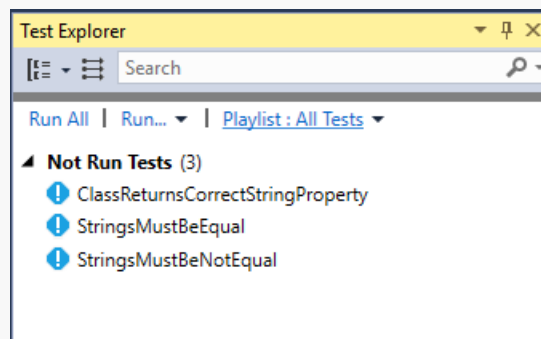 Test Explorer
Search
Run All | Run... | Playlist : All Tests
Not Run Tests (3)
ClassReturnsCorrectStringProperty
StringsMustBeEqual
StringsMustBeNotEqual